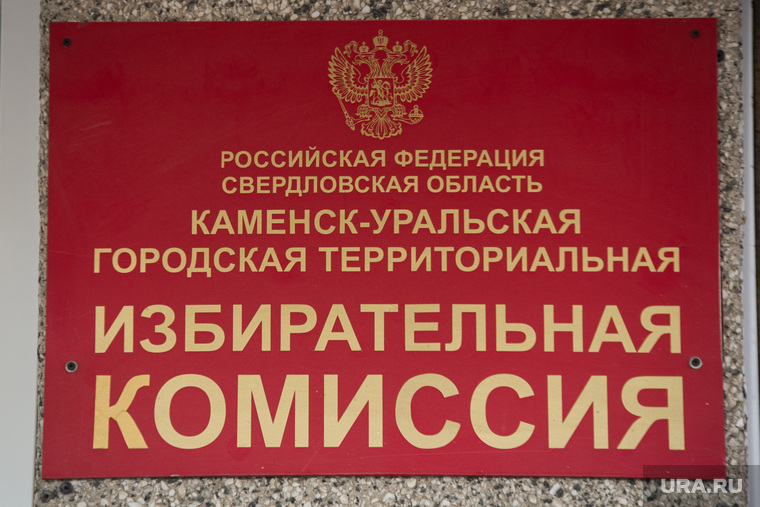 РОССИЙСКАЯ ФЕДЕРАЦИЯ
СВЕРДЛОВСКАЯ ОБЛАСТЬ
КАМЕНСК-УРАЛЬСКАЯ
ГОРОДСКАЯ ТЕРРИТОРИАЛЬНАЯ
ИЗБИРАТЕЛЬНАЯ
КОМИССИЯ
URA.RU